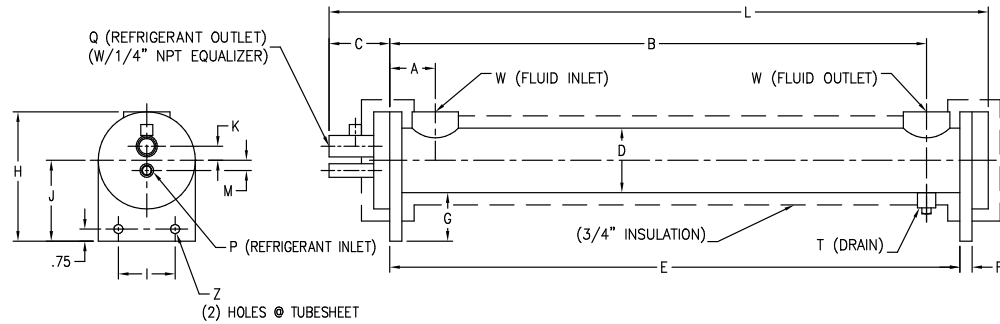 L
Q (REFRIGERANT OUTLET)
(W/1/4" NPT EQUALIZER)
C
B
A
W (FLUID INLET)
W (FLUID OUTLET)
K
H
J
D
M
G
P (REFRIGERANT INLET)
(3/4" INSULATION)
T (DRAIN)
.75
I
E
F
Z
(2) HOLES @ TUBESHEET